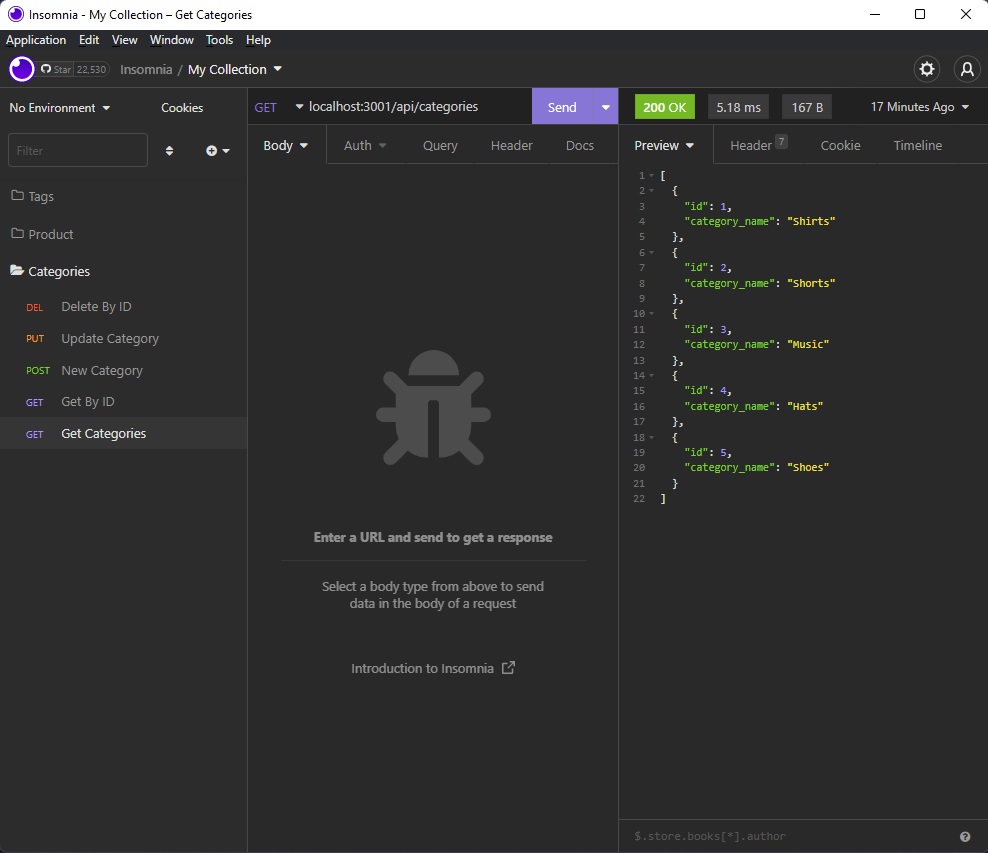 Insomnia - My Collection – Get Categories
Application Edit View Window Tools Help
Star 22,530 Insomnia / My Collection
No Environment Cookies
Filter
Tags
Product
Categories
DEL Delete By ID
PUT Update Category
POST New Category
GET Get By ID
GET Get Categories
GET localhost:3001/api/categories Send
Body Auth Query Header Docs
Enter a URL and send to get a response
Select a body type from above to send
data in the body of a request
Introduction to Insomnia
200 OK 5.18 ms 167 B 17 Minutes Ago
Preview Header 7 Cookie Timeline
1 [
2 {
3 "id": 1,
4 "category_name": "Shirts"
5 },
6 {
7 "id": 2,
8 "category_name": "Shorts"
9 },
10 {
11 "id": 3,
12 "category_name": "Music"
13 },
14 {
15 "id": 4,
16 "category_name": "Hats"
17 },
18 {
19 "id": 5,
20 "category_name": "Shoes"
21 }
22 ]
$.store.books[*].author